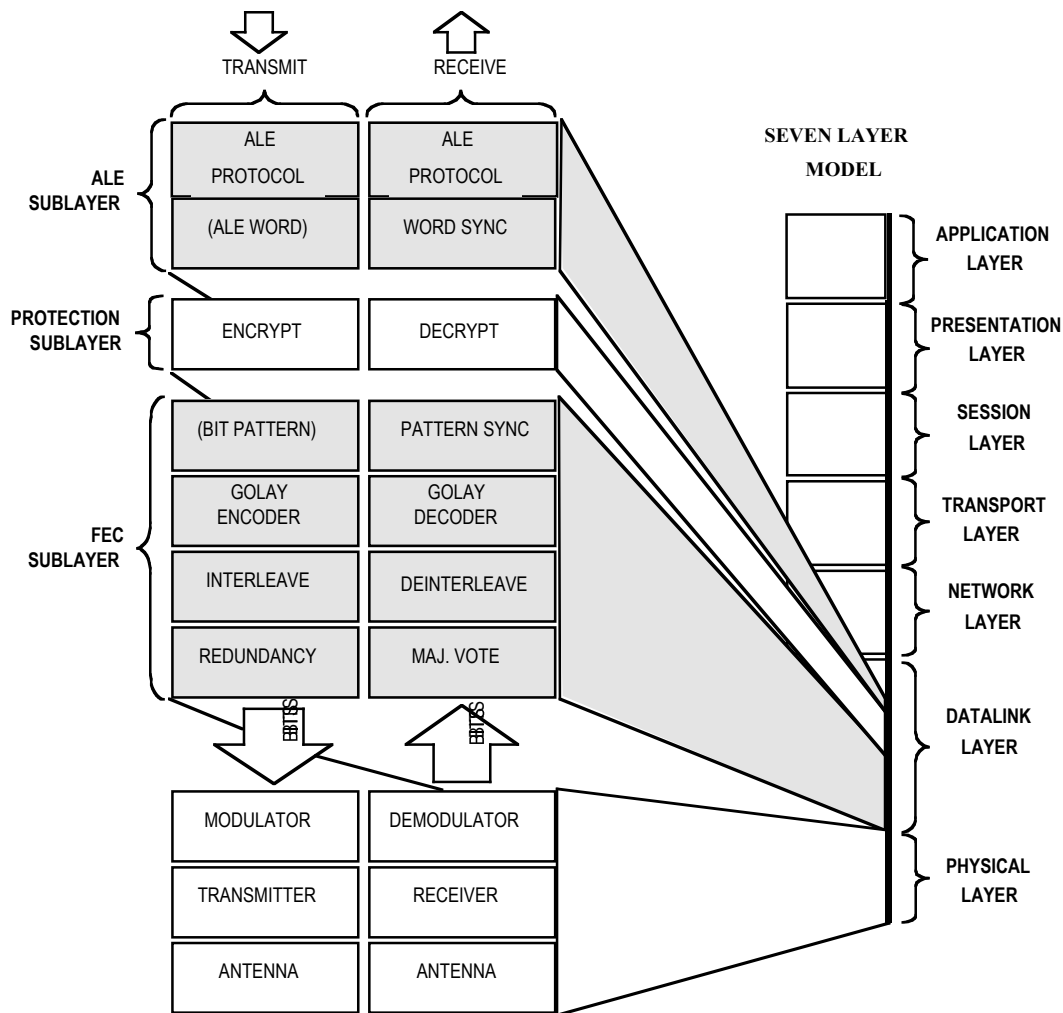 TRANSMIT
RECEIVE
SEVEN LAYER
MODEL
ALE
SUBLAYER
ALE
PROTOCOL
ALE
PROTOCOL
(ALE WORD)
WORD SYNC
PROTECTION
SUBLAYER
ENCRYPT
DECRYPT
FEC
SUBLAYER
(BIT PATTERN)
PATTERN SYNC
GOLAY
ENCODER
GOLAY
DECODER
INTERLEAVE
DEINTERLEAVE
REDUNDANCY
MAJ. VOTE
MODULATOR
DEMODULATOR
TRANSMITTER
RECEIVER
ANTENNA
ANTENNA
APPLICATION
LAYER
PRESENTATION
LAYER
SESSION
LAYER
TRANSPORT
LAYER
NETWORK
LAYER
DATALINK
LAYER
PHYSICAL
LAYER